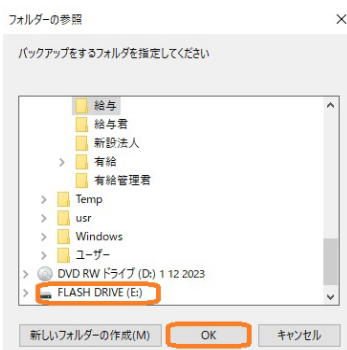 フォルダーの参照
バックアップをするフォルダを指定してください
給与
給与君
新設法人
有給
有給管理君
Temp
usr
Windows
ユーザー
DVD RW ドライブ (D:) 1 12 2023
FLASH DRIVE (E:)
新しいフォルダーの作成(M) OK キャンセル